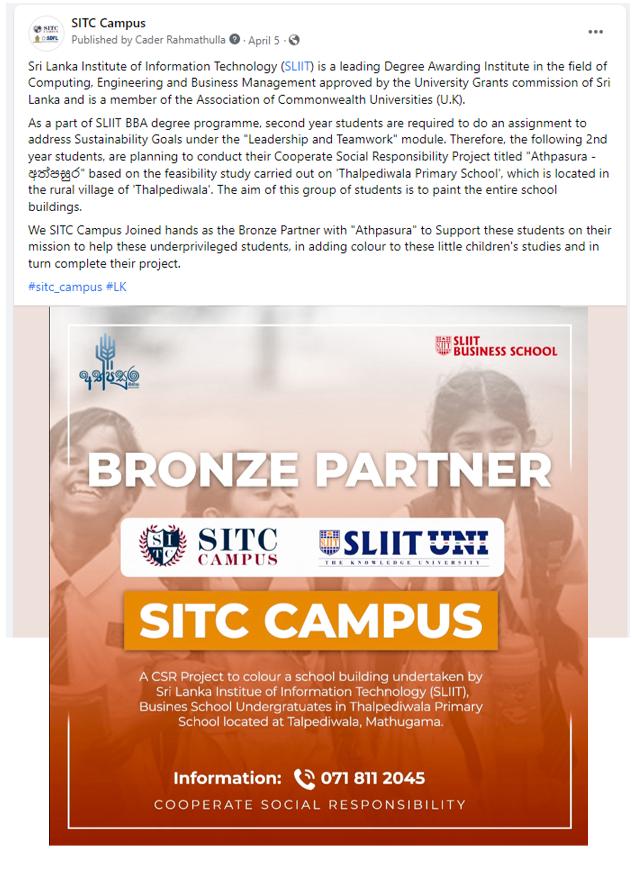 SITC Campus
Published by Cader Rahmathulla · April 5 ·
Sri Lanka Institute of Information Technology (SLIIT) is a leading Degree Awarding Institute in the field of
Computing, Engineering and Business Management approved by the University Grants commission of Sri
Lanka and is a member of the Association of Commonwealth Universities (U.K).
As a part of SLIIT BBA degree programme, second year students are required to do an assignment to
address Sustainability Goals under the "Leadership and Teamwork" module. Therefore, the following 2nd
year students, are planning to conduct their Cooperate Social Responsibility Project titled "Athpasura -
අත්පසුර" based on the feasibility study carried out on 'Thalpediwala Primary School', which is located in
the rural village of 'Thalpediwala'. The aim of this group of students is to paint the entire school
buildings.
We SITC Campus Joined hands as the Bronze Partner with "Athpasura" to Support these students on their
mission to help these underprivileged students, in adding colour to these little children's studies and in
turn complete their project.
#sitc_campus #LK
අත්පසුර
SLIIT
BUSINESS SCHOOL
BRONZE PARTNER
SITC
CAMPUS
SLIIT UNI
THE KNOWLEDGE UNIVERSITY
SITC CAMPUS
A CSR Project to colour a school building undertaken by
Sri Lanka Institue of Information Technology (SLIIT),
Busines School Undergratuates in Thalpediwala Primary
School located at Talpediwala, Mathugama.
Information: 071 811 2045
COOPERATE SOCIAL RESPONSIBILITY